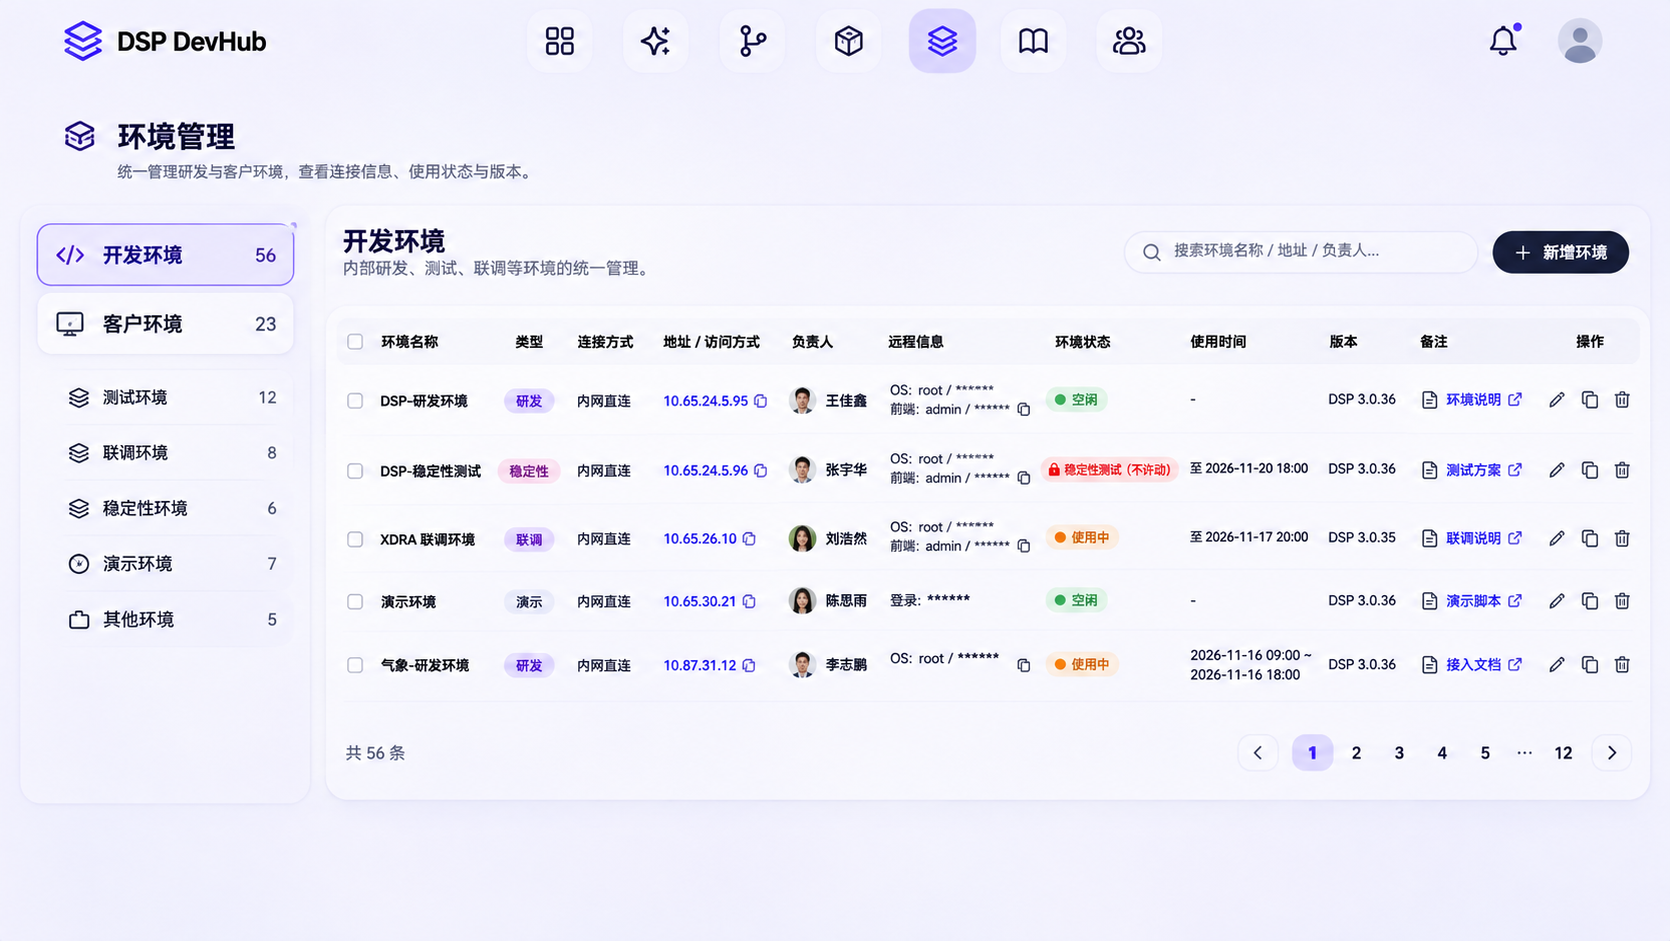 DSP DevHub
环境管理
统一管理研发与客户环境，查看连接信息、使用状态与版本。
开发环境 56
客户环境 23
测试环境 12
联调环境 8
稳定性环境 6
演示环境 7
其他环境 5
开发环境
内部研发、测试、联调等环境的统一管理。
搜索环境名称 / 地址 / 负责人...
新增环境
环境名称 类型 连接方式 地址 / 访问方式 负责人 远程信息 环境状态 使用时间 版本 备注 操作
DSP-研发环境 研发 内网直连 10.65.24.5.95 王佳鑫 OS: root / ****** 空闲 - DSP 3.0.36 环境说明
前端: admin / ******
DSP-稳定性测试 稳定性 内网直连 10.65.24.5.96 张宇华 OS: root / ****** 稳定性测试 (不许动) 至 2026-11-20 18:00 DSP 3.0.36 测试方案
前端: admin / ******
XDRA 联调环境 联调 内网直连 10.65.26.10 刘浩然 OS: root / ****** 使用中 至 2026-11-17 20:00 DSP 3.0.35 联调说明
前端: admin / ******
演示环境 演示 内网直连 10.65.30.21 陈思雨 登录: ****** 空闲 - DSP 3.0.36 演示脚本
气象-研发环境 研发 内网直连 10.87.31.12 李志鹏 OS: root / ****** 使用中 2026-11-16 09:00 ~ DSP 3.0.36 接入文档
2026-11-16 18:00
共 56 条
1 2 3 4 5 ... 12